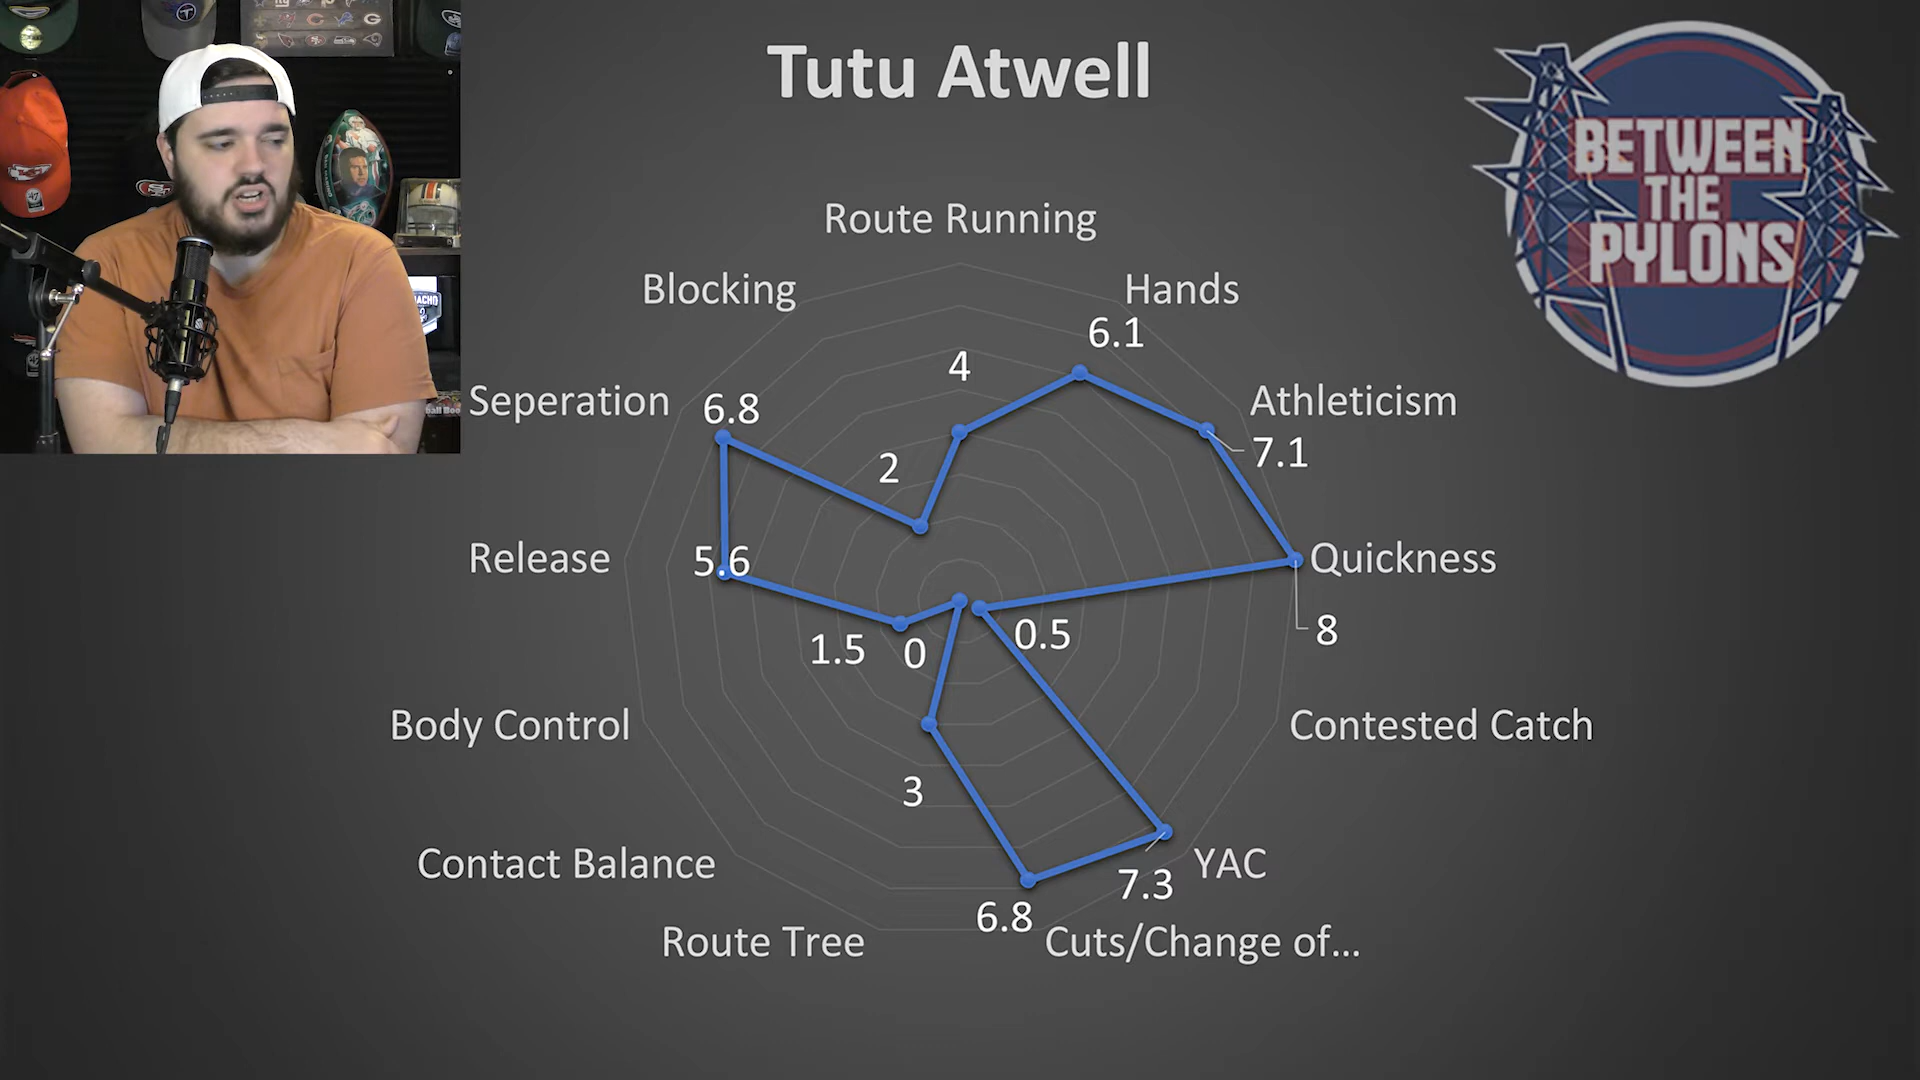 Tutu Atwell
BETWEEN
THE
PYLONS
Route Running
Blocking
Hands
6.1
4
Seperation
6.8
Athleticism
7.1
2
Release
5.6
Quickness
8
0.5
1.5
0
Body Control
Contested Catch
3
Contact Balance
YAC
7.3
6.8
Route Tree
Cuts/Change of...